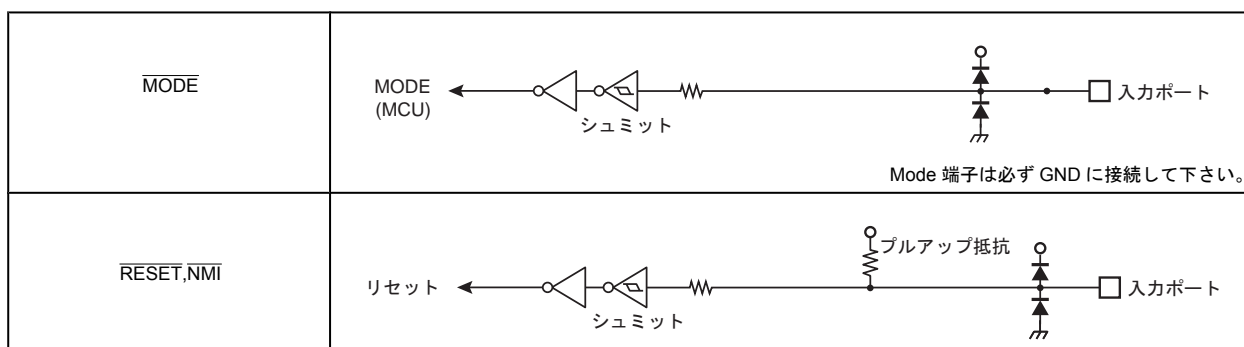 MODE
MODE
(MCU)
シュミット
入力ポート
Mode 端子は必ず GND に接続して下さい。
RESET,NMI
リセット
シュミット
プルアップ抵抗
入力ポート